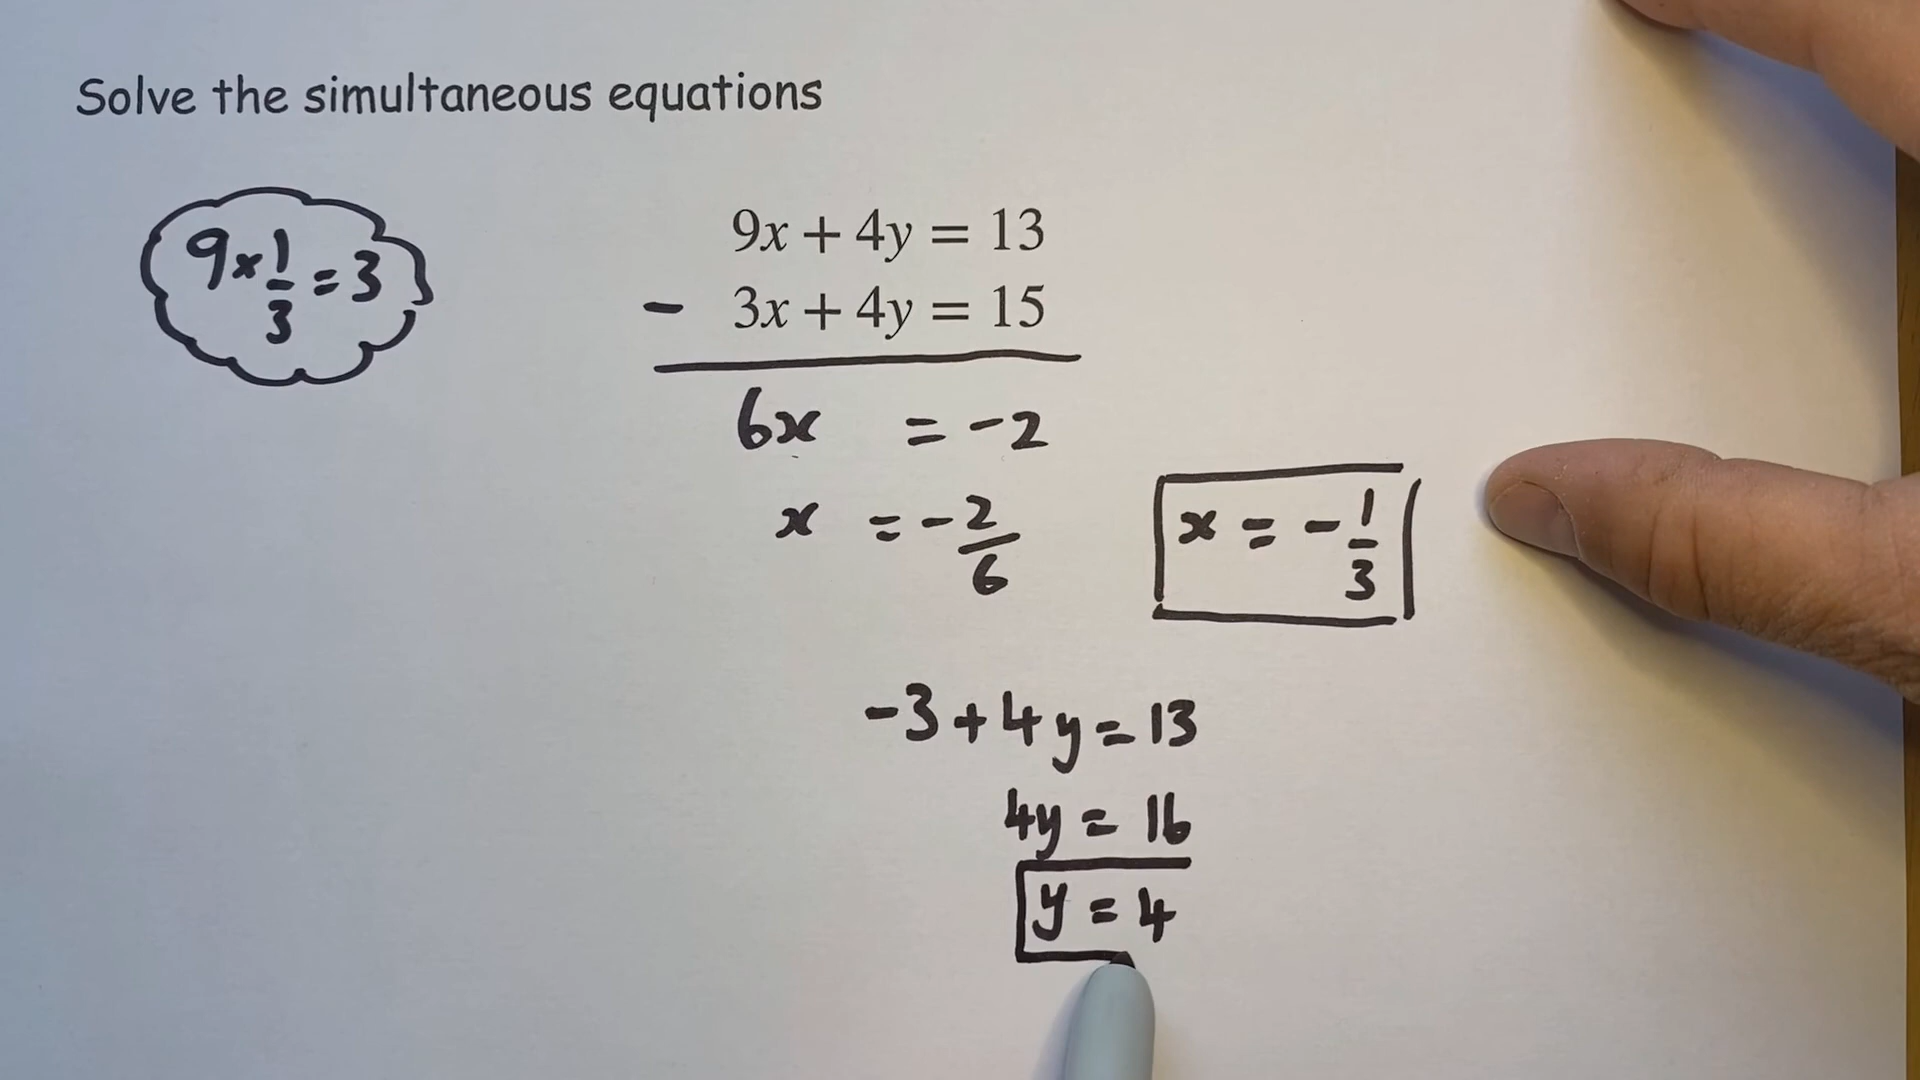 Solve the simultaneous equations
9 × 1/3 = 3
9x + 4y = 13
- 3x + 4y = 15
6x = -2
x = -2/6
x = -1/3
-3 + 4y = 13
4y = 16
y = 4